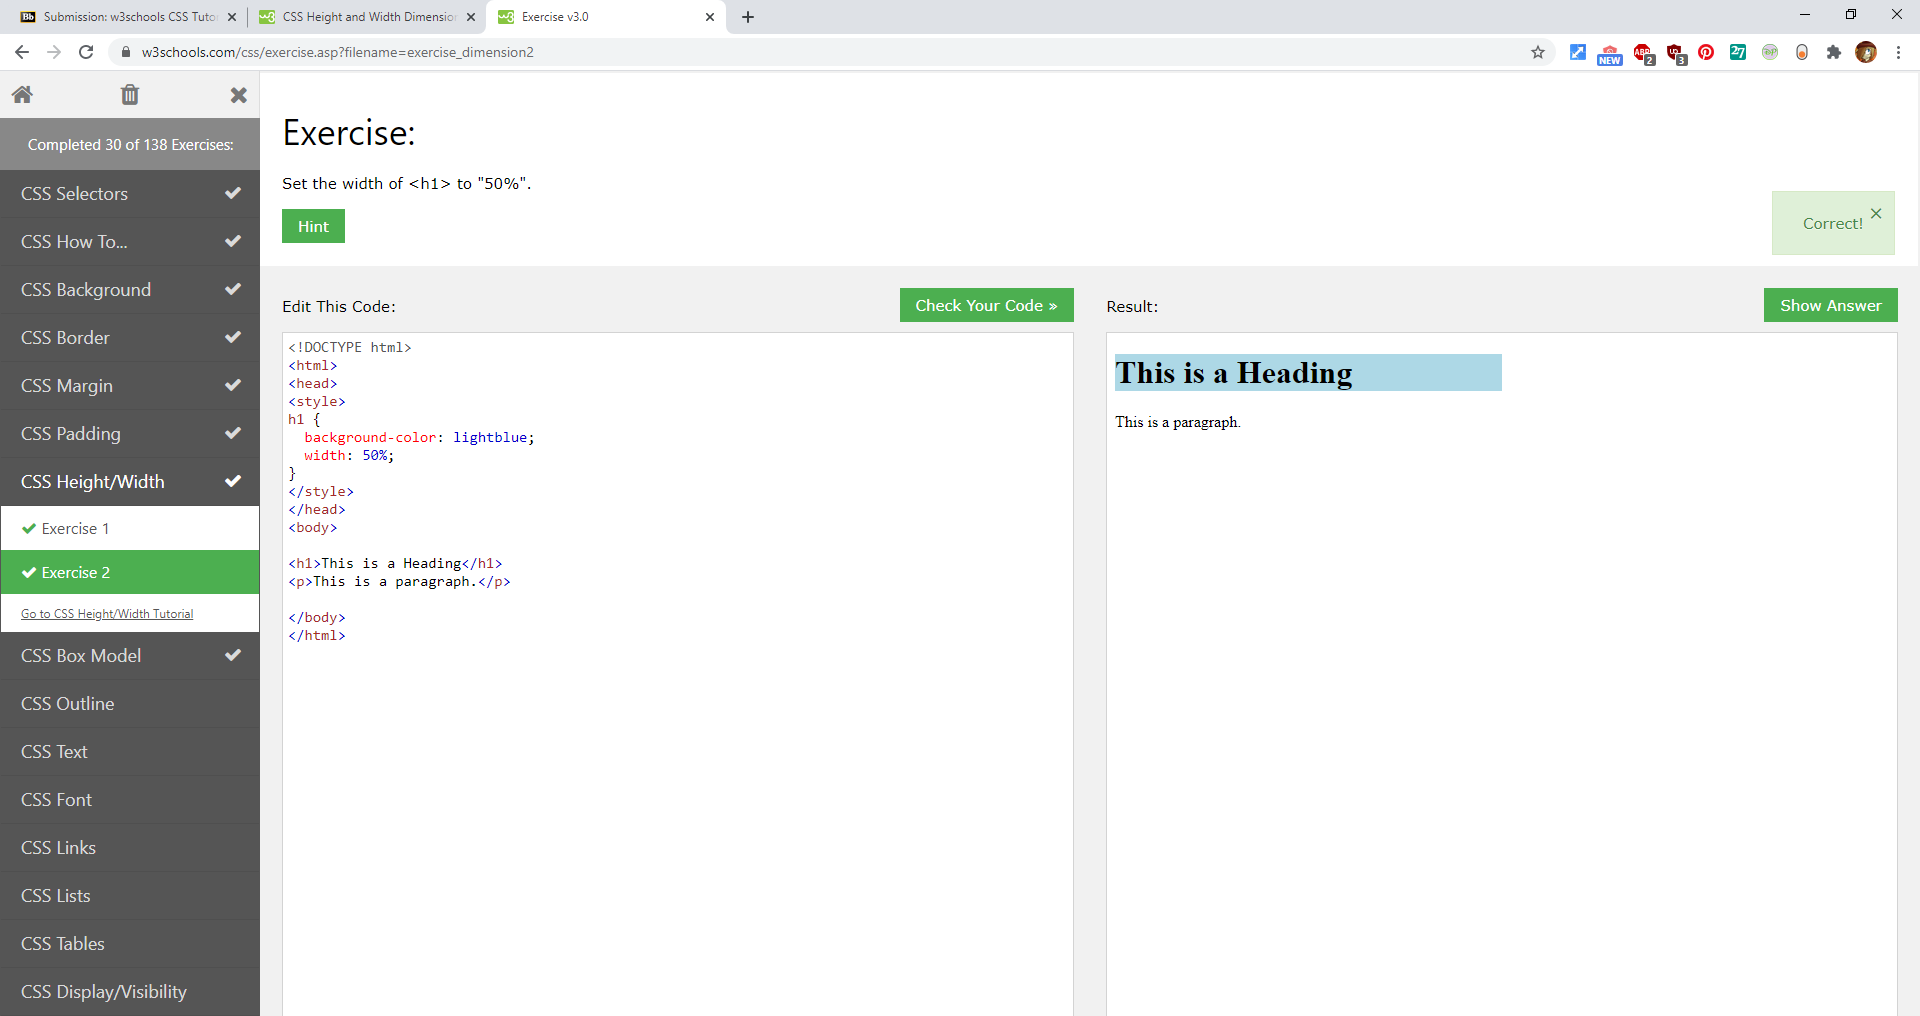 Bb Submission: w3schools CSS Tutor
CSS Height and Width Dimension
Exercise v3.0
w3schools.com/css/exercise.asp?filename=exercise_dimension2
NEW
ABP
2
3
27
Completed 30 of 138 Exercises:
CSS Selectors
CSS How To...
CSS Background
CSS Border
CSS Margin
CSS Padding
CSS Height/Width
Exercise 1
Exercise 2
Go to CSS Height/Width Tutorial
CSS Box Model
CSS Outline
CSS Text
CSS Font
CSS Links
CSS Lists
CSS Tables
CSS Display/Visibility
Exercise:
Set the width of <h1> to "50%".
Hint
Correct!
Edit This Code:
Check Your Code »
<!DOCTYPE html>
<html>
<head>
<style>
h1 {
  background-color: lightblue;
  width: 50%;
}
</style>
</head>
<body>
<h1>This is a Heading</h1>
<p>This is a paragraph.</p>
</body>
</html>
Result:
Show Answer
This is a Heading
This is a paragraph.